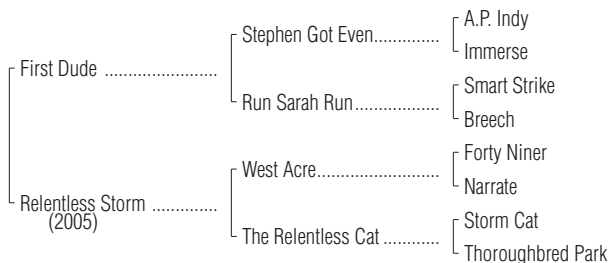 A.P. Indy
Stephen Got Even................
Immerse
First Dude ...........................
Smart Strike
Run Sarah Run....................
Breech
Forty Niner
West Acre............................
Narrate
Relentless Storm ................
(2005)
Storm Cat
The Relentless Cat .............
Thoroughbred Park